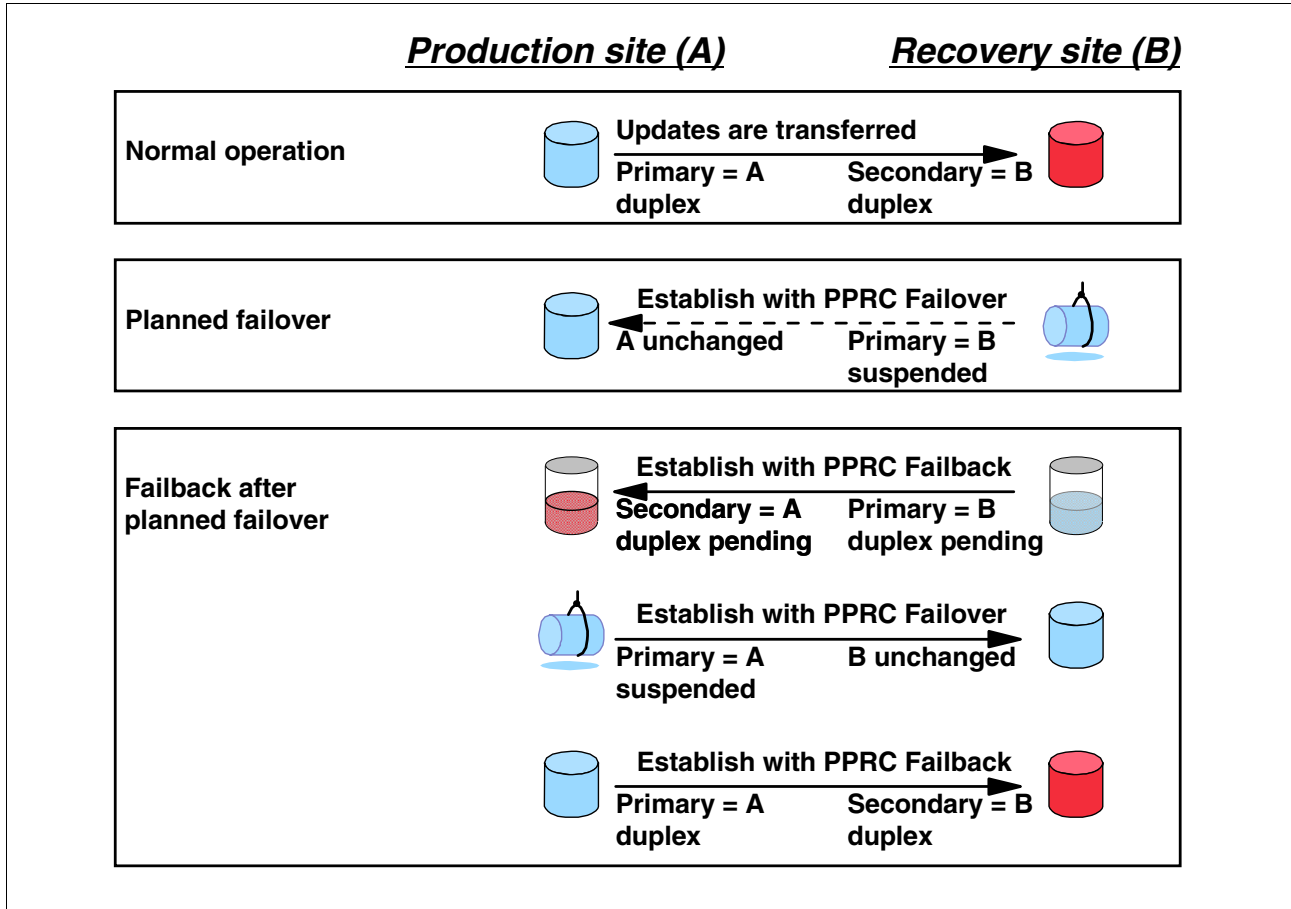 Production site (A)
Recovery site (B)
Normal operation
Updates are transferred
Primary = A
duplex
Secondary = B
duplex
Planned failover
Establish with PPRC Failover
A unchanged
Primary = B
suspended
Failback after
planned failover
Establish with PPRC Failback
Secondary = A
duplex pending
Primary = B
duplex pending
Establish with PPRC Failover
Primary = A
suspended
B unchanged
Establish with PPRC Failback
Primary = A
duplex
Secondary = B
duplex